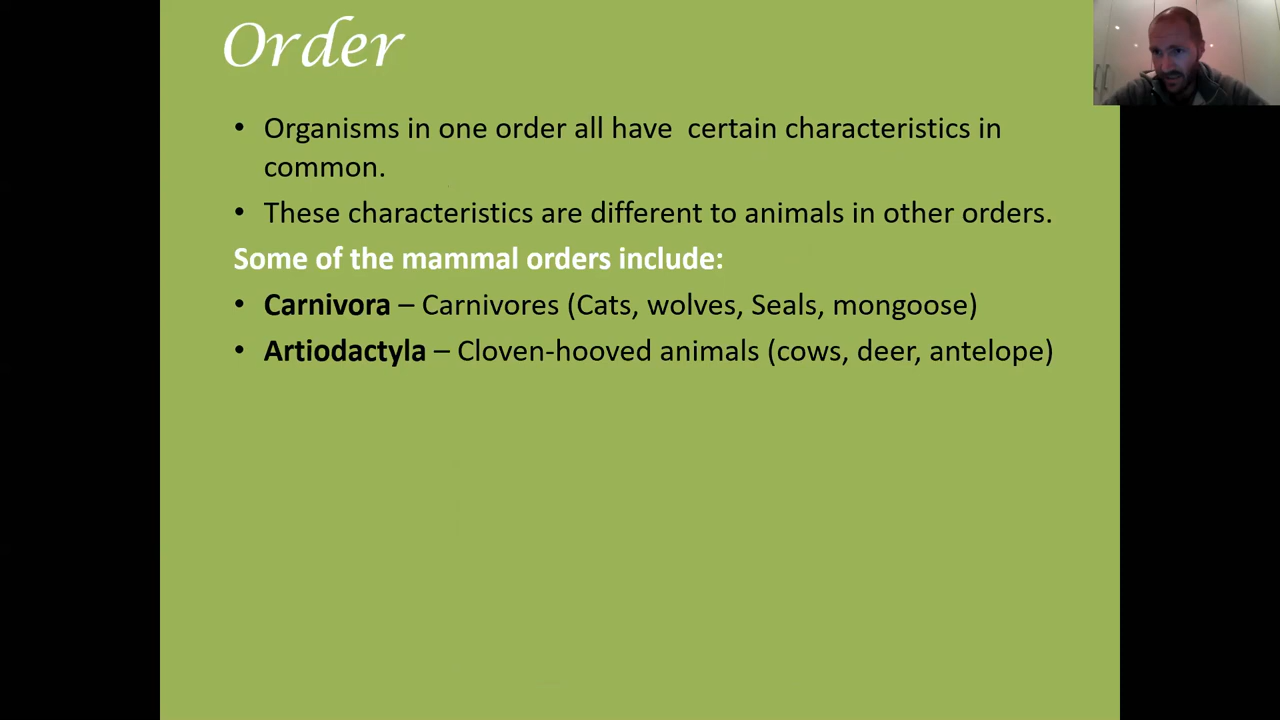 Order
• Organisms in one order all have  certain characteristics in
common.
• These characteristics are different to animals in other orders.
Some of the mammal orders include:
• Carnivora – Carnivores (Cats, wolves, Seals, mongoose)
• Artiodactyla – Cloven-hooved animals (cows, deer, antelope)